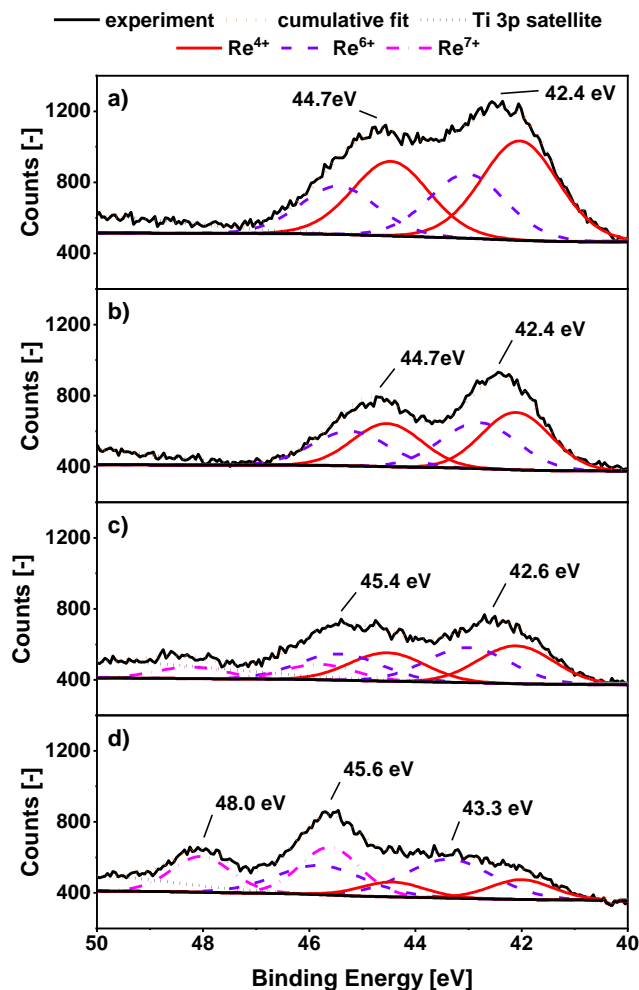 experiment cumulative fit Ti 3p satellite
Re4+ Re6+ Re7+
a)
44.7eV 42.4 eV
1200
800
400
Counts [-]
b)
44.7eV 42.4 eV
1200
800
400
Counts [-]
c)
45.4 eV 42.6 eV
1200
800
400
Counts [-]
d)
48.0 eV 45.6 eV 43.3 eV
1200
800
400
Counts [-]
50 48 46 44 42 40
Binding Energy [eV]